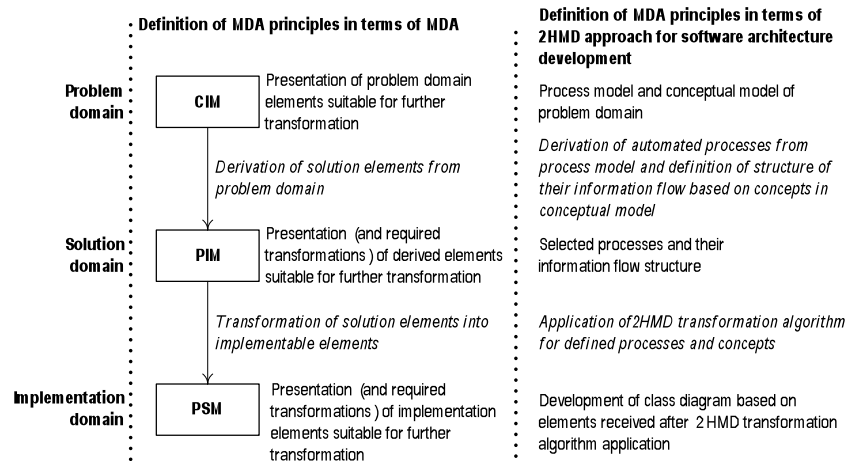 Definition of MDA principles in terms of MDA
Definition of MDA principles in terms of
2HMD approach for software architecture
development
Problem
domain
CIM
Presentation of problem domain
elements suitable for further
transformation
Process model and conceptual model of
problem domain
Derivation of solution elements from
problem domain
Derivation of automated processes from
process model and definition of structure of
their information flow based on concepts in
conceptual model
Solution
domain
PIM
Presentation (and required
transformations ) of derived elements
suitable for further transformation
Selected processes and their
information flow structure
Transformation of solution elements into
implementable elements
Application of2HMD transformation algorithm
for defined processes and concepts
Implementation
domain
PSM
Presentation (and required
transformations ) of implementation
elements suitable for further
transformation
Development of class diagram based on
elements received after 2HMD transformation
algorithm application